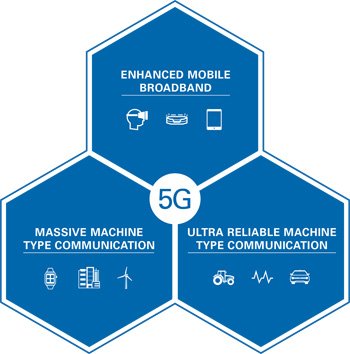 ENHANCED MOBILE
BROADBAND
5G
MASSIVE MACHINE
TYPE COMMUNICATION
ULTRA RELIABLE MACHINE
TYPE COMMUNICATION